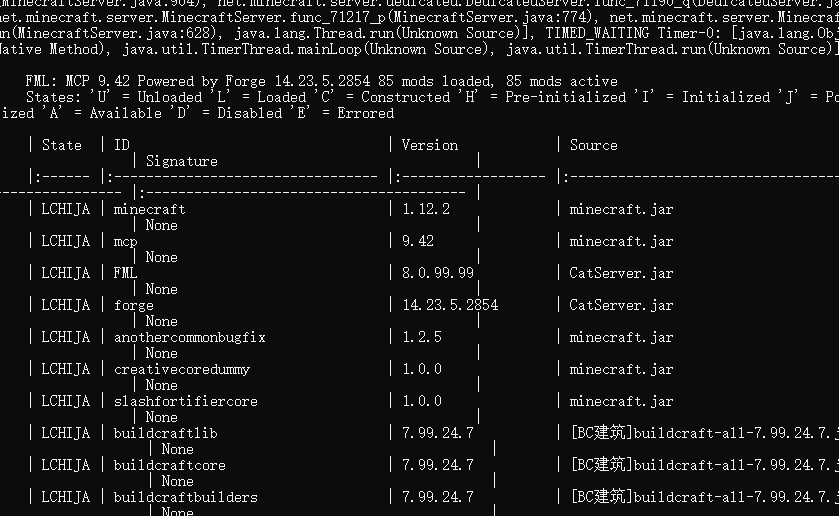 MinecraftServer.java:904), net.minecraft.server.dedicated.DedicatedServer.func_71190_q(DedicatedServer.ja
net.minecraft.server.MinecraftServer.func_71217_p(MinecraftServer.java:774), net.minecraft.server.Minecraf
n(MinecraftServer.java:628), java.lang.Thread.run(Unknown Source)], TIMED_WAITING Timer-0: [java.lang.Obj
Native Method), java.util.TimerThread.mainLoop(Unknown Source), java.util.TimerThread.run(Unknown Source)]
FML: MCP 9.42 Powered by Forge 14.23.5.2854 85 mods loaded, 85 mods active
States: 'U' = Unloaded 'L' = Loaded 'C' = Constructed 'H' = Pre-initialized 'I' = Initialized 'J' = Po
ized 'A' = Available 'D' = Disabled 'E' = Errored
| State | ID | Version | Source
| Signature |
|:------ |:--------------------------------- |:------------------ |:----------------------------------
---------------- |:---------------------------------------- |
| LCHIJA | minecraft | 1.12.2 | minecraft.jar
| None |
| LCHIJA | mcp | 9.42 | minecraft.jar
| None |
| LCHIJA | FML | 8.0.99.99 | CatServer.jar
| None |
| LCHIJA | forge | 14.23.5.2854 | CatServer.jar
| None |
| LCHIJA | anothercommonbugfix | 1.2.5 | minecraft.jar
| None |
| LCHIJA | creativecoredummy | 1.0.0 | minecraft.jar
| None |
| LCHIJA | slashfortifiercore | 1.0.0 | minecraft.jar
| None |
| LCHIJA | buildcraftlib | 7.99.24.7 | [BC建筑]buildcraft-all-7.99.24.7.j
| None |
| LCHIJA | buildcraftcore | 7.99.24.7 | [BC建筑]buildcraft-all-7.99.24.7.j
| None |
| LCHIJA | buildcraftbuilders | 7.99.24.7 | [BC建筑]buildcraft-all-7.99.24.7.j
| None |